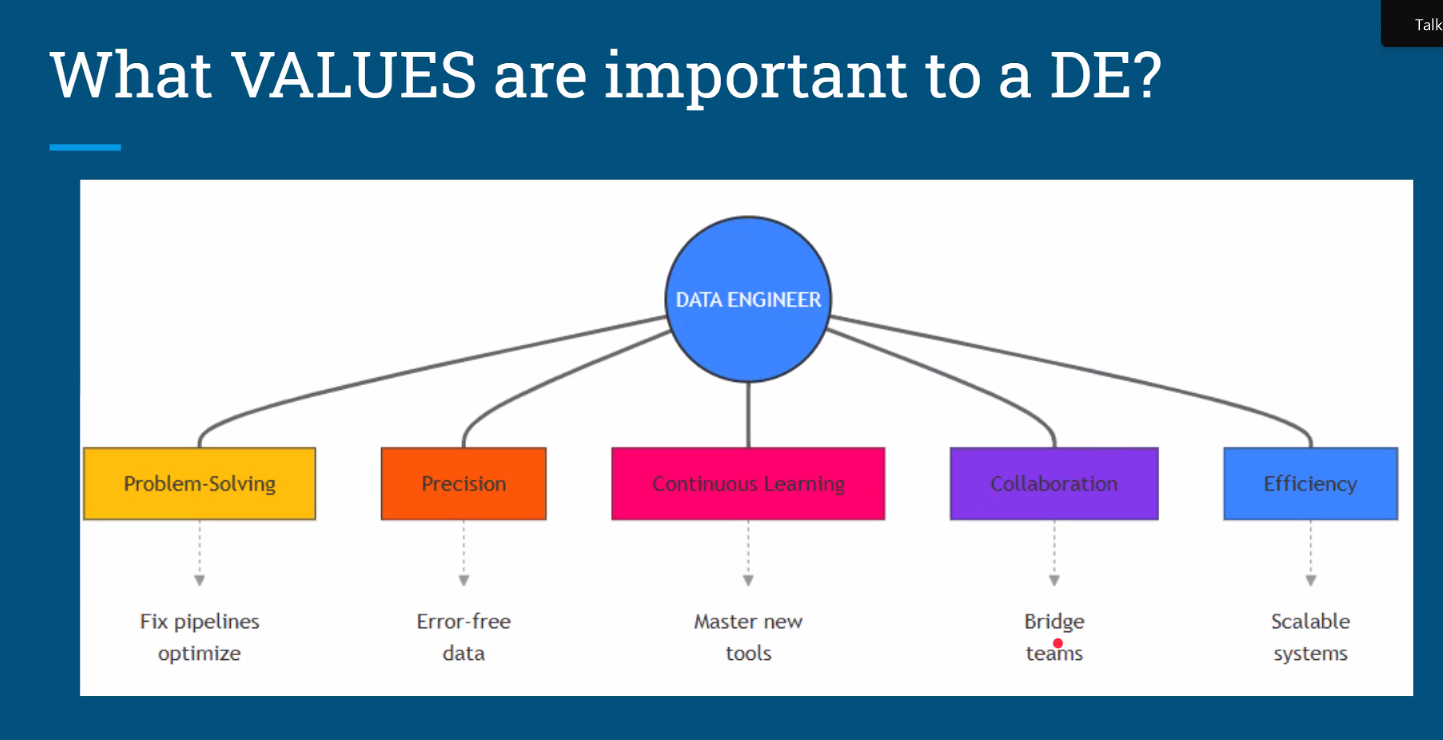 Talk
What VALUES are important to a DE?
DATA ENGINEER
Problem-Solving
Precision
Continuous Learning
Collaboration
Efficiency
Fix pipelines
optimize
Error-free
data
Master new
tools
Bridge
teams
Scalable
systems